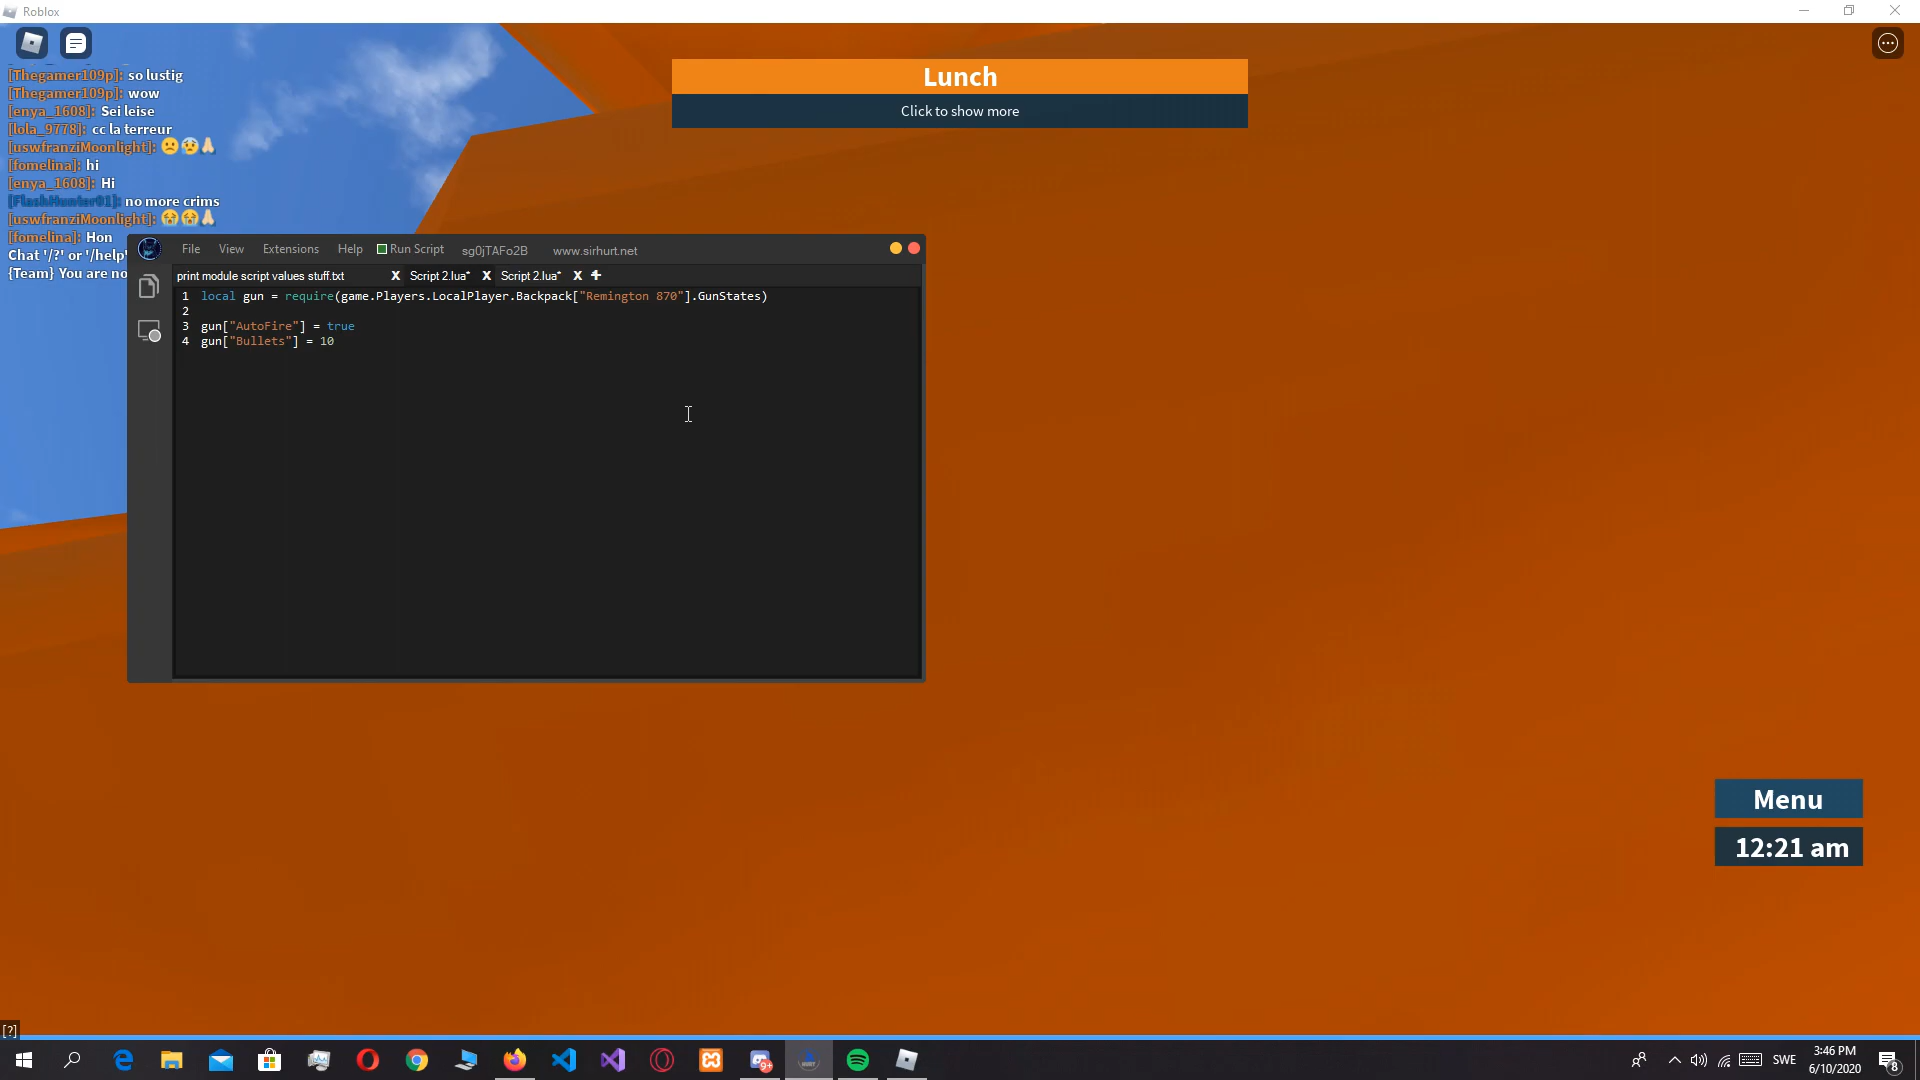 Roblox
[Thegamer109p]: so lustig
[Thegamer109p]: wow
[enya_1608]: Sei leise
[lola_9778]: cc la terreur
[uswfranziMoonlight]: 🙁😰🙏🏻
[fomelina]: hi
[enya_1608]: Hi
[FlashHunter01]: no more crims
[uswfranziMoonlight]: 😭😭🙏🏻
[fomelina]: Hon
Chat '/?' or '/help'
{Team} You are no
Lunch
Click to show more
File View Extensions Help Run Script sg0jTAFo2B www.sirhurt.net
print module script values stuff.txt X Script 2.lua* X Script 2.lua* X +
1 local gun = require(game.Players.LocalPlayer.Backpack["Remington 870"].GunStates)
2
3 gun["AutoFire"] = true
4 gun["Bullets"] = 10
Menu
12:21 am
[?]
9+
SWE
3:46 PM
6/10/2020
8